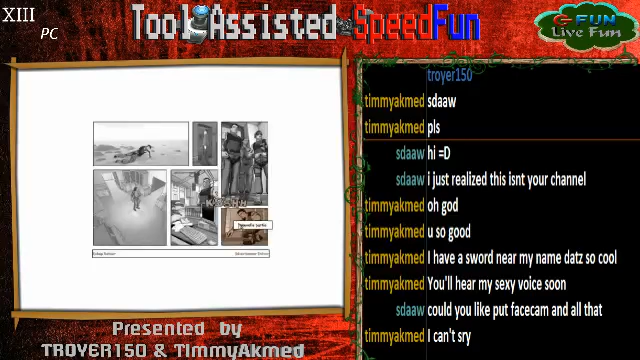 XIII
PC
Tool Assisted SpeedFun
G FUN
Live Fun
troyer150
timmyakmed sdaaw
timmyakmed pls
sdaaw hi =D
sdaaw i just realized this isnt your channel
timmyakmed oh god
timmyakmed u so good
timmyakmed I have a sword near my name datz so cool
timmyakmed You'll hear my sexy voice soon
sdaaw could you like put facecam and all that
timmyakmed I can't sry
Presented by
TROYER150 & TimmyAkmed